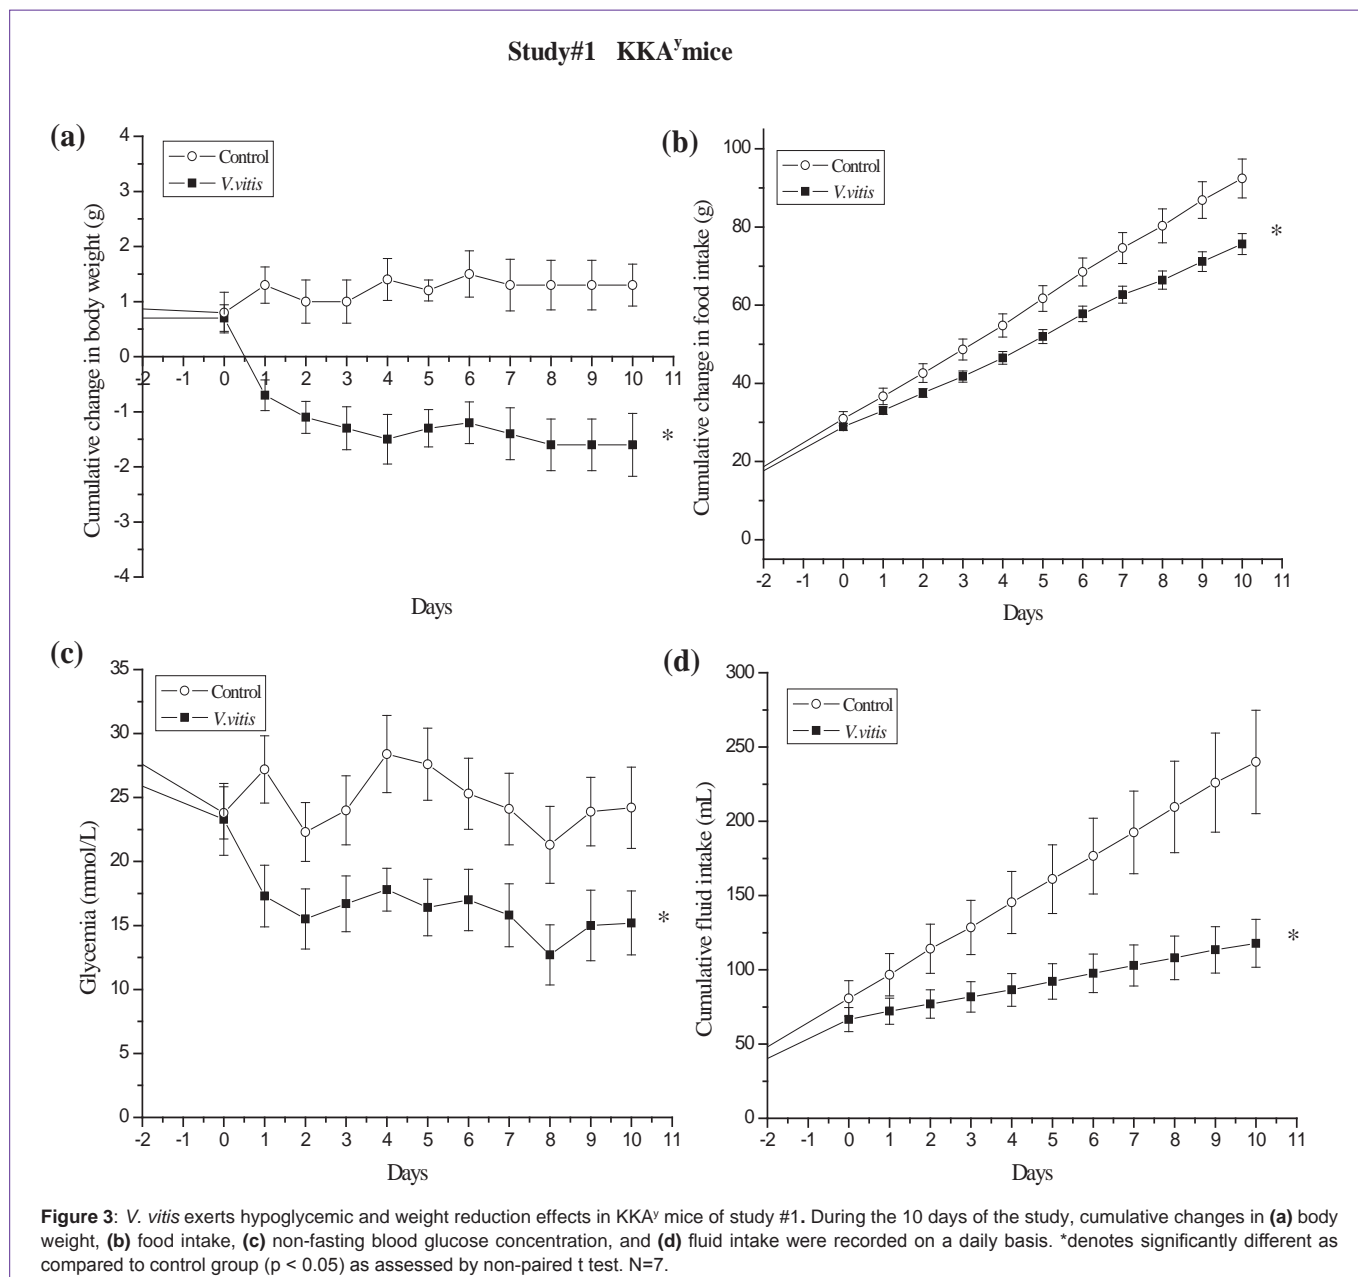 Study#1 KKAʸmice
(a)
4
3
2
1
0
-1
-2
-3
-4
-2 -1 0 1 2 3 4 5 6 7 8 9 10 11
Control
V.vitis
*
Cumulative change in body weight (g)
Days
(b)
100
80
60
40
20
0
-2 0 1 2 3 4 5 6 7 8 9 10 11
Control
V.vitis
*
Cumulative change in food intake (g)
Days
(c)
35
30
25
20
15
10
5
0
-2 -1 0 1 2 3 4 5 6 7 8 9 10 11
Control
V.vitis
*
Glycemia (mmol/L)
Days
(d)
300
250
200
150
100
50
0
-2 0 1 2 3 4 5 6 7 8 9 10 11
Control
V.vitis
*
Cumulative fluid intake (mL)
Days
Figure 3: V. vitis exerts hypoglycemic and weight reduction effects in KKAʸ mice of study #1. During the 10 days of the study, cumulative changes in (a) body
weight, (b) food intake, (c) non-fasting blood glucose concentration, and (d) fluid intake were recorded on a daily basis. *denotes significantly different as
compared to control group (p < 0.05) as assessed by non-paired t test. N=7.